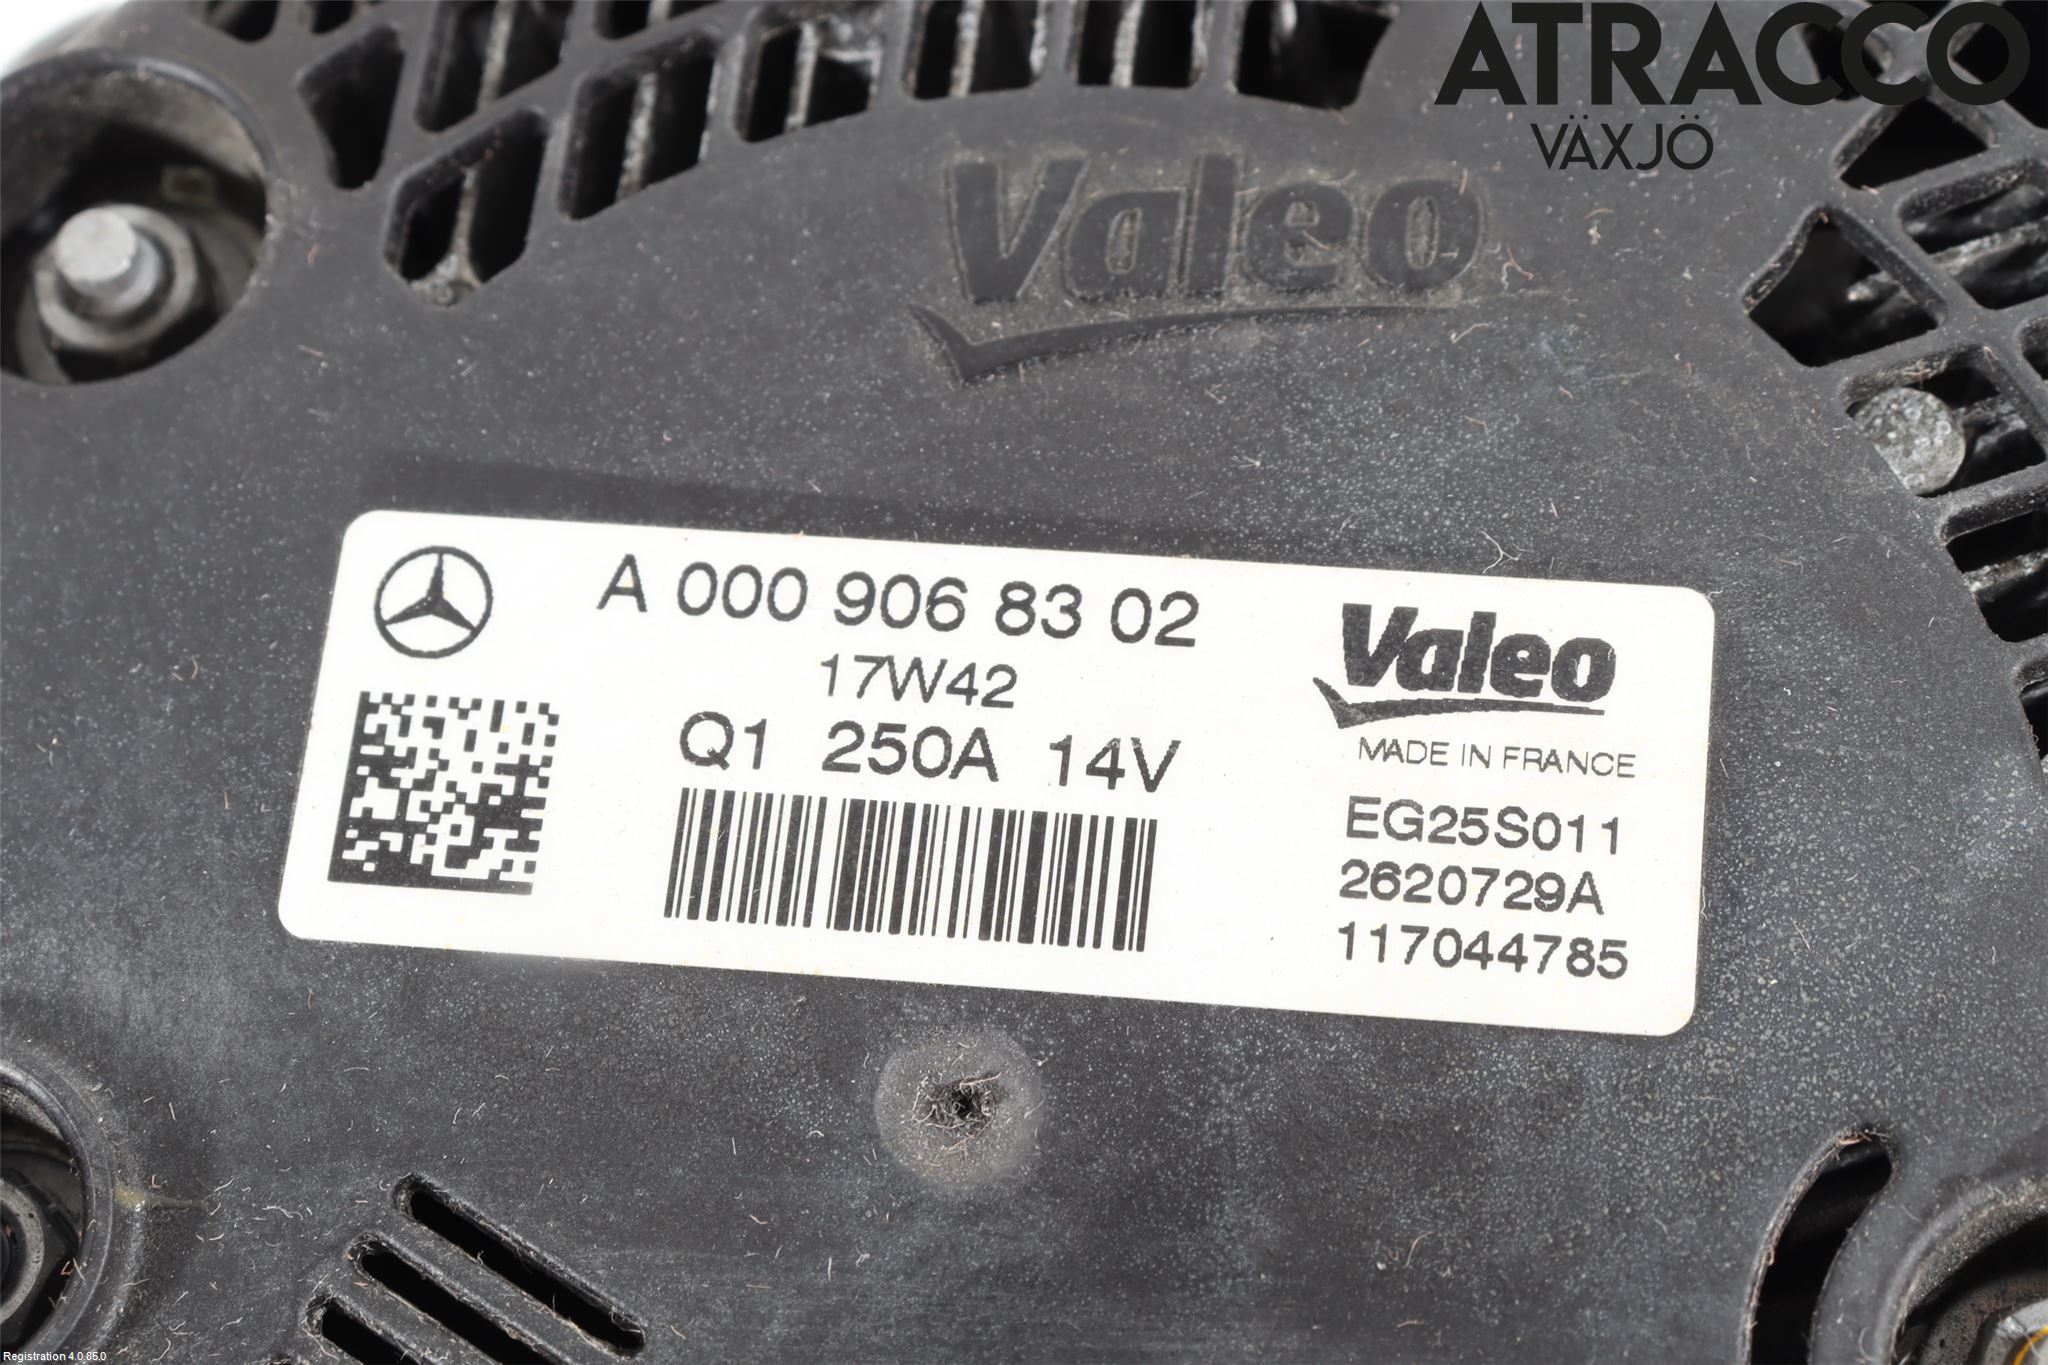 ATRACCO
VÄXJÖ
Valeo
A 000 906 83 02
17W42
Q1 250A 14V
Valeo
MADE IN FRANCE
EG25S011
2620729A
117044785
Registration 4.0.85.0